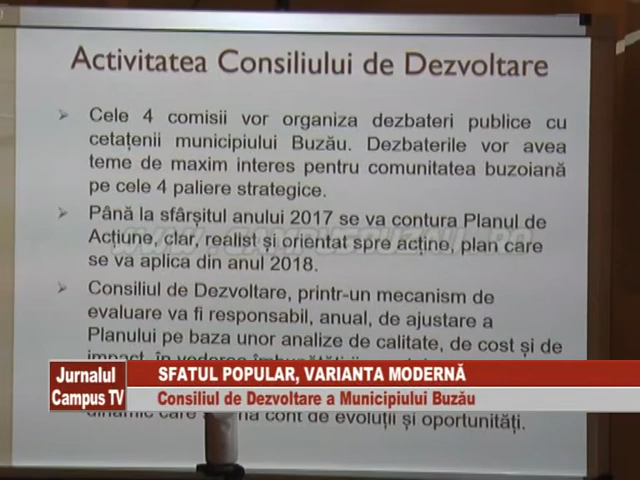 Activitatea Consiliului de Dezvoltare
➢ Cele 4 comisii vor organiza dezbateri publice cu
cetațenii municipiului Buzău. Dezbaterile vor avea
teme de maxim interes pentru comunitatea buzoiană
pe cele 4 paliere strategice.
➢ Până la sfârșitul anului 2017 se va contura Planul de
Acțiune, clar, realist și orientat spre acține, plan care
se va aplica din anul 2018.
➢ Consiliul de Dezvoltare, printr-un mecanism de
evaluare va fi responsabil, anual, de ajustare a
Planului pe baza unor analize de calitate, de cost și de
cont de evoluții și oportunități.
Jurnalul
Campus TV
SFATUL POPULAR, VARIANTA MODERNĂ
Consiliul de Dezvoltare a Municipiului Buzău